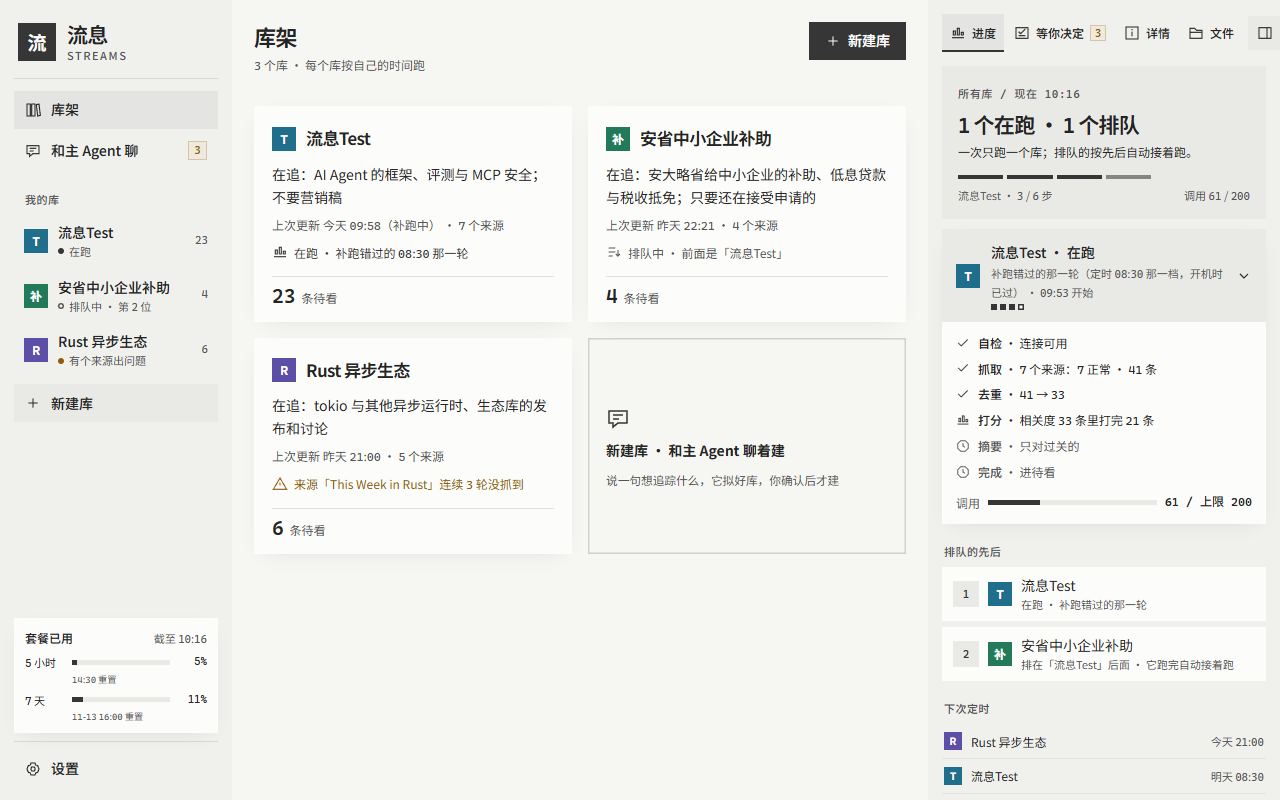 流
流息
STREAMS
库架
和主 Agent 聊
3
我的库
T
流息Test
在跑
23
补
安省中小企业补助
排队中 · 第 2 位
4
R
Rust 异步生态
有个来源出问题
6
新建库
套餐已用
截至 10:16
5 小时
5%
14:30 重置
7 天
11%
11-13 16:00 重置
设置
库架
3 个库 · 每个库按自己的时间跑
+ 新建库
T
流息Test
在追：AI Agent 的框架、评测与 MCP 安全；
不要营销稿
上次更新 今天 09:58（补跑中） · 7 个来源
在跑 · 补跑错过的 08:30 那一轮
23 条待看
补
安省中小企业补助
在追：安大略省给中小企业的补助、低息贷款
与税收抵免；只要还在接受申请的
上次更新 昨天 22:21 · 4 个来源
排队中 · 前面是「流息Test」
4 条待看
R
Rust 异步生态
在追：tokio 与其他异步运行时、生态库的发
布和讨论
上次更新 昨天 21:00 · 5 个来源
来源「This Week in Rust」连续 3 轮没抓到
6 条待看
新建库 · 和主 Agent 聊着建
说一句想追踪什么，它拟好库，你确认后才建
进度
等你决定
3
详情
文件
所有库 / 现在 10:16
1 个在跑 · 1 个排队
一次只跑一个库；排队的按先后自动接着跑。
流息Test · 3 / 6 步
调用 61 / 200
T
流息Test · 在跑
补跑错过的那一轮（定时 08:30 那一档，开机时
已过） · 09:53 开始
自检 · 连接可用
抓取 · 7 个来源：7 正常 · 41 条
去重 · 41 → 33
打分 · 相关度 33 条里打完 21 条
摘要 · 只对过关的
完成 · 进待看
调用
61 / 上限 200
排队的先后
1
T
流息Test
在跑 · 补跑错过的那一轮
2
补
安省中小企业补助
排在「流息Test」后面 · 它跑完自动接着跑
下次定时
R
Rust 异步生态
今天 21:00
T
流息Test
明天 08:30